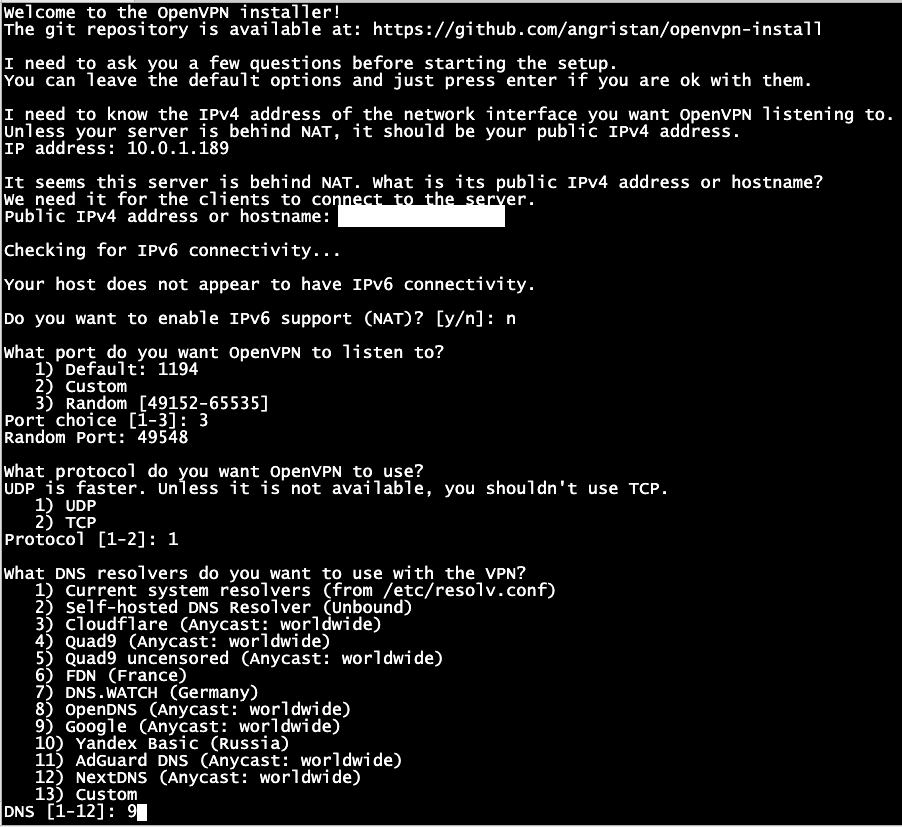 Welcome to the OpenVPN installer!
The git repository is available at: https://github.com/angristan/openvpn-install
I need to ask you a few questions before starting the setup.
You can leave the default options and just press enter if you are ok with them.
I need to know the IPv4 address of the network interface you want OpenVPN listening to.
Unless your server is behind NAT, it should be your public IPv4 address.
IP address: 10.0.1.189
It seems this server is behind NAT. What is its public IPv4 address or hostname?
We need it for the clients to connect to the server.
Public IPv4 address or hostname:
Checking for IPv6 connectivity...
Your host does not appear to have IPv6 connectivity.
Do you want to enable IPv6 support (NAT)? [y/n]: n
What port do you want OpenVPN to listen to?
1) Default: 1194
2) Custom
3) Random [49152-65535]
Port choice [1-3]: 3
Random Port: 49548
What protocol do you want OpenVPN to use?
UDP is faster. Unless it is not available, you shouldn't use TCP.
1) UDP
2) TCP
Protocol [1-2]: 1
What DNS resolvers do you want to use with the VPN?
1) Current system resolvers (from /etc/resolv.conf)
2) Self-hosted DNS Resolver (Unbound)
3) Cloudflare (Anycast: worldwide)
4) Quad9 (Anycast: worldwide)
5) Quad9 uncensored (Anycast: worldwide)
6) FDN (France)
7) DNS.WATCH (Germany)
8) OpenDNS (Anycast: worldwide)
9) Google (Anycast: worldwide)
10) Yandex Basic (Russia)
11) AdGuard DNS (Anycast: worldwide)
12) NextDNS (Anycast: worldwide)
13) Custom
DNS [1-12]: 9